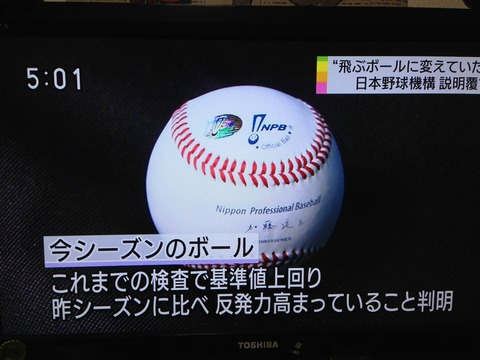 5:01
“飛ぶボールに変えていた
日本野球機構 説明覆
NPB
Official Ball
Nippon Professional Baseball
今シーズンのボール
これまでの検査で基準値上回り
昨シーズンに比べ 反発力高まっていること判明
TOSHIBA